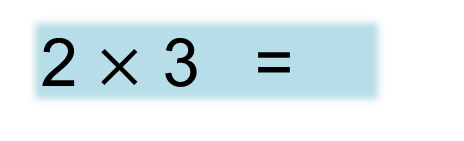 2 × 3 =